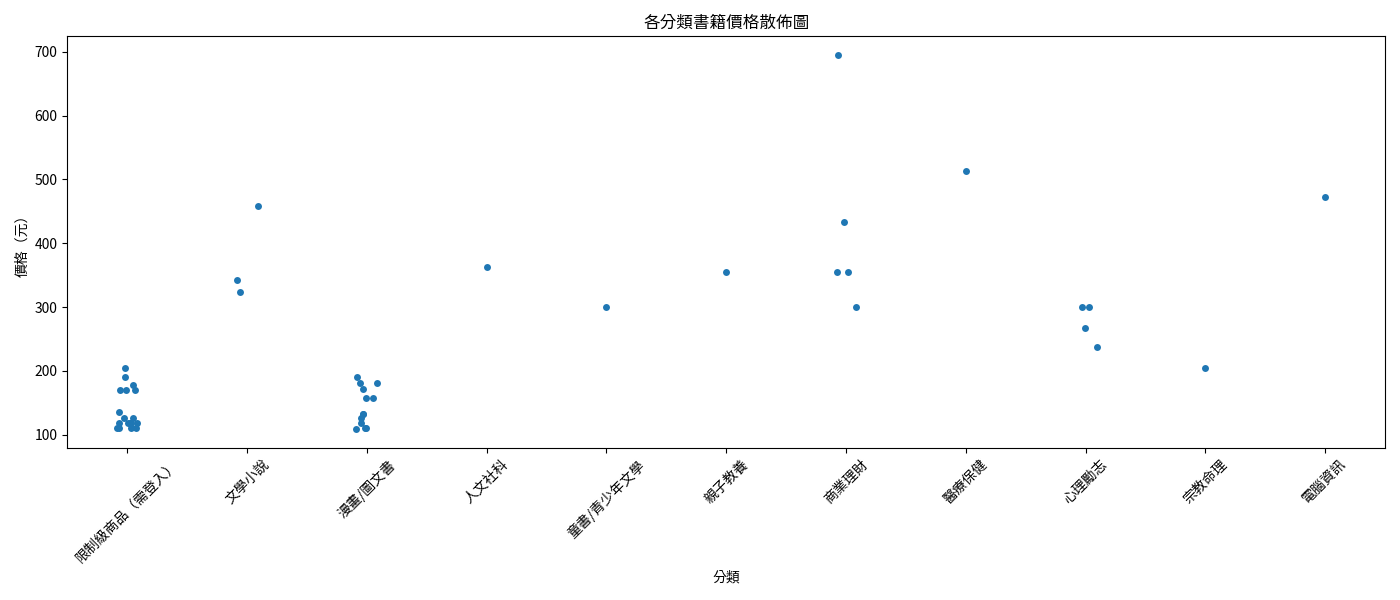 各分類書籍價格散佈圖
700
600
500
400
300
200
100
價格（元）
限制級商品（需登入）
文學小說
漫畫/圖文書
人文社科
童書/青少年文學
親子教養
商業理財
醫療保健
心理勵志
宗教命理
電腦資訊
分類